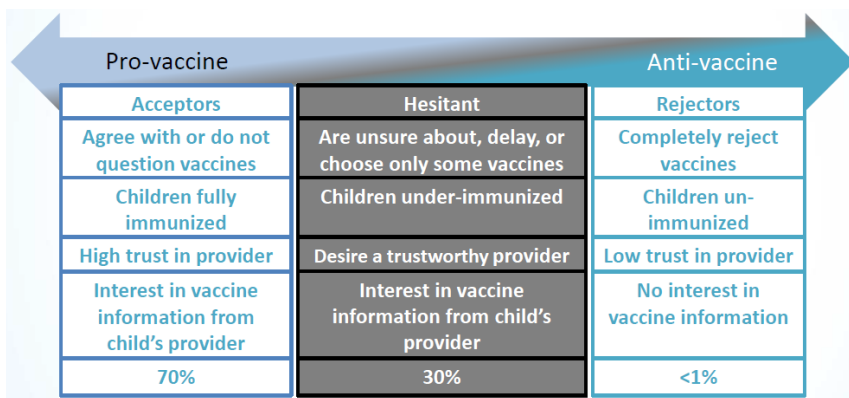 Pro-vaccine
Anti-vaccine
Acceptors
Hesitant
Rejectors
Agree with or do not
question vaccines
Are unsure about, delay, or
choose only some vaccines
Completely reject
vaccines
Children fully
immunized
Children under-immunized
Children un-
immunized
High trust in provider
Desire a trustworthy provider
Low trust in provider
Interest in vaccine
information from
child’s provider
Interest in vaccine
information from child’s
provider
No interest in
vaccine information
70%
30%
<1%